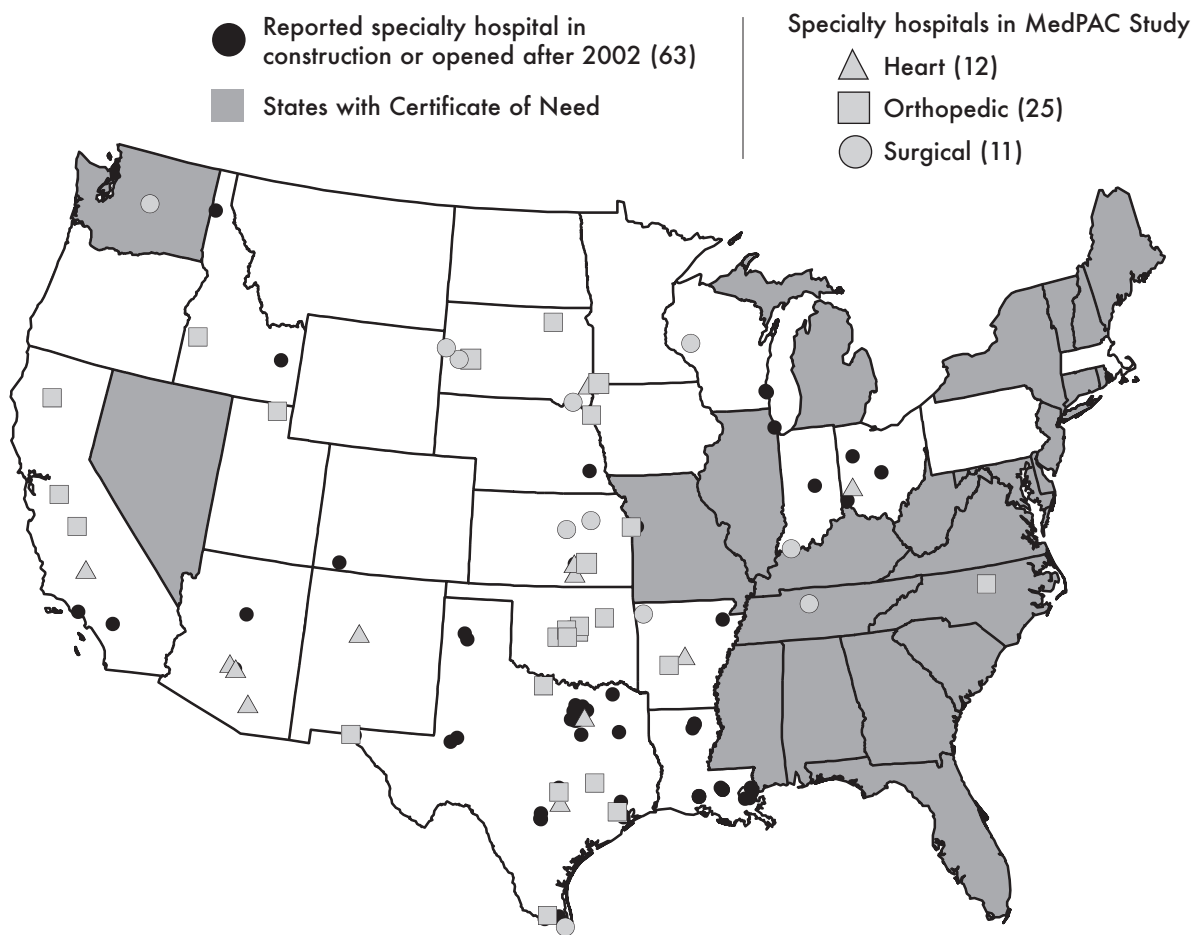 Reported specialty hospital in
construction or opened after 2002 (63)
States with Certificate of Need
Specialty hospitals in MedPAC Study
Heart (12)
Orthopedic (25)
Surgical (11)